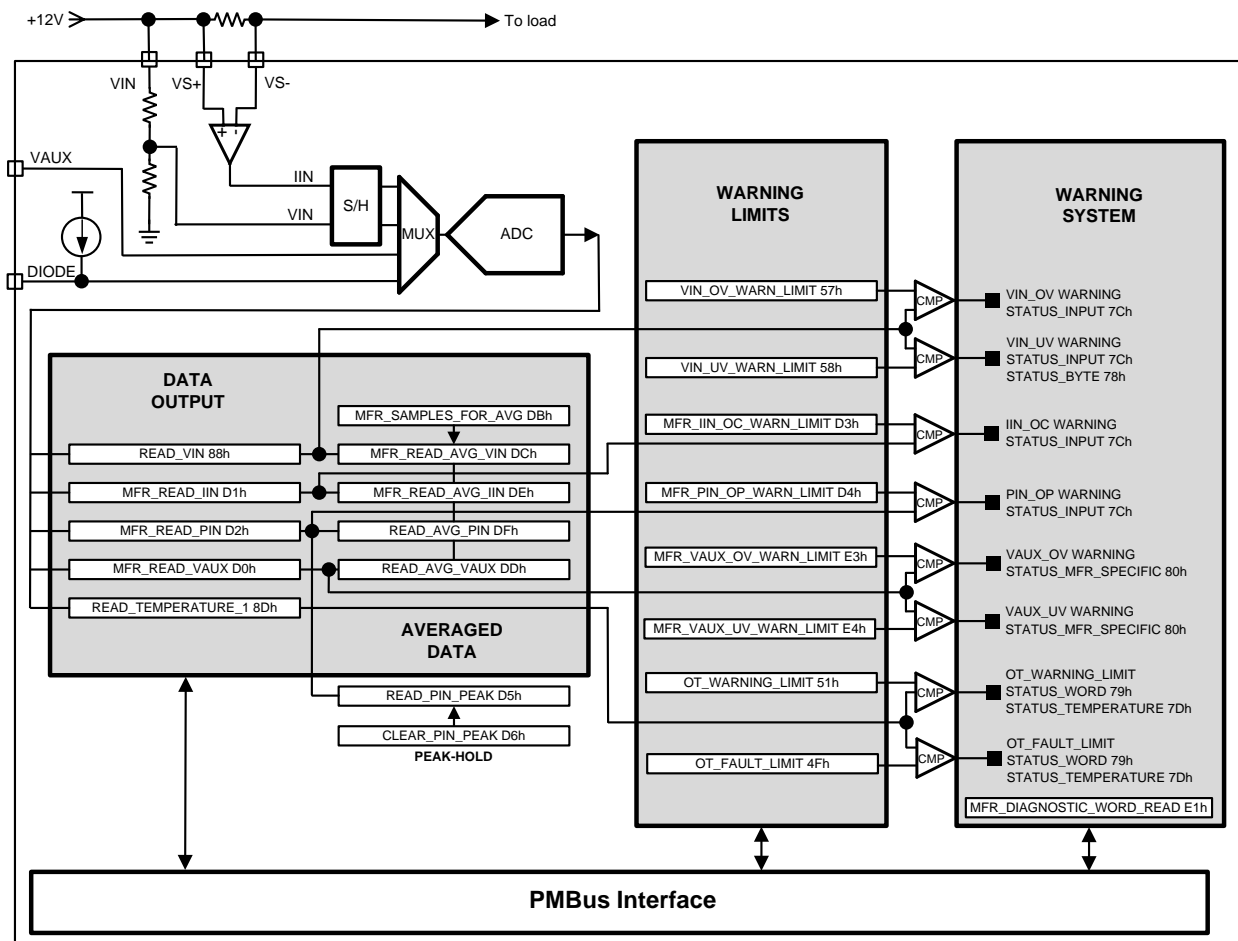 +12V
To load
VIN
VS+
VS-
+ -
VAUX
IIN
VIN
S/H
MUX
ADC
DIODE
DATA
OUTPUT
MFR_SAMPLES_FOR_AVG DBh
READ_VIN 88h
MFR_READ_AVG_VIN DCh
MFR_READ_IIN D1h
MFR_READ_AVG_IIN DEh
MFR_READ_PIN D2h
READ_AVG_PIN DFh
MFR_READ_VAUX D0h
READ_AVG_VAUX DDh
READ_TEMPERATURE_1 8Dh
AVERAGED
DATA
READ_PIN_PEAK D5h
CLEAR_PIN_PEAK D6h
PEAK-HOLD
WARNING
LIMITS
VIN_OV_WARN_LIMIT 57h
VIN_UV_WARN_LIMIT 58h
MFR_IIN_OC_WARN_LIMIT D3h
MFR_PIN_OP_WARN_LIMIT D4h
MFR_VAUX_OV_WARN_LIMIT E3h
MFR_VAUX_UV_WARN_LIMIT E4h
OT_WARNING_LIMIT 51h
OT_FAULT_LIMIT 4Fh
CMP
CMP
CMP
CMP
CMP
CMP
CMP
CMP
WARNING
SYSTEM
VIN_OV WARNING
STATUS_INPUT 7Ch
VIN_UV WARNING
STATUS_INPUT 7Ch
STATUS_BYTE 78h
IIN_OC WARNING
STATUS_INPUT 7Ch
PIN_OP WARNING
STATUS_INPUT 7Ch
VAUX_OV WARNING
STATUS_MFR_SPECIFIC 80h
VAUX_UV WARNING
STATUS_MFR_SPECIFIC 80h
OT_WARNING_LIMIT
STATUS_WORD 79h
STATUS_TEMPERATURE 7Dh
OT_FAULT_LIMIT
STATUS_WORD 79h
STATUS_TEMPERATURE 7Dh
MFR_DIAGNOSTIC_WORD_READ E1h
PMBus Interface